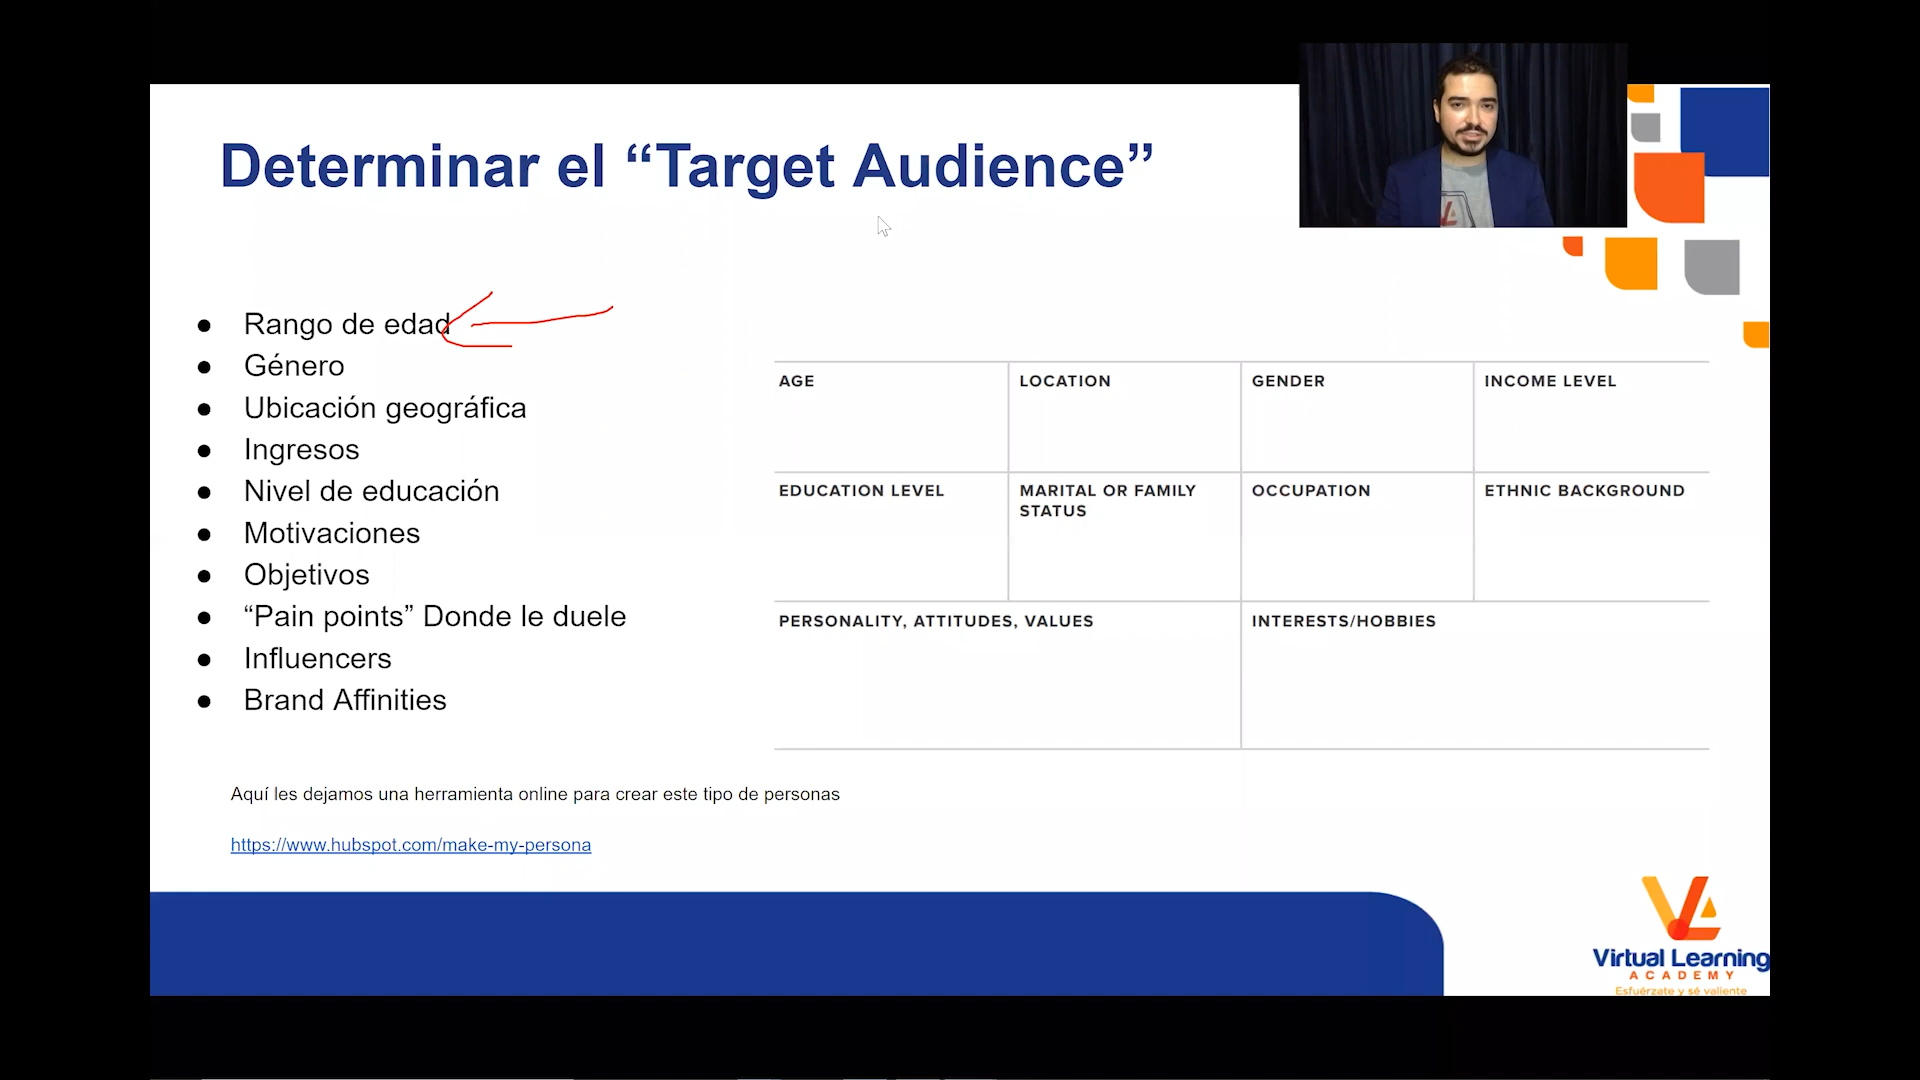 Determinar el “Target Audience”
● Rango de edad
● Género
● Ubicación geográfica
● Ingresos
● Nivel de educación
● Motivaciones
● Objetivos
● “Pain points” Donde le duele
● Influencers
● Brand Affinities
AGE
LOCATION
GENDER
INCOME LEVEL
EDUCATION LEVEL
MARITAL OR FAMILY
STATUS
OCCUPATION
ETHNIC BACKGROUND
PERSONALITY, ATTITUDES, VALUES
INTERESTS/HOBBIES
Aquí les dejamos una herramienta online para crear este tipo de personas
https://www.hubspot.com/make-my-persona
Virtual Learning
ACADEMY
Esfuérzate y sé valiente